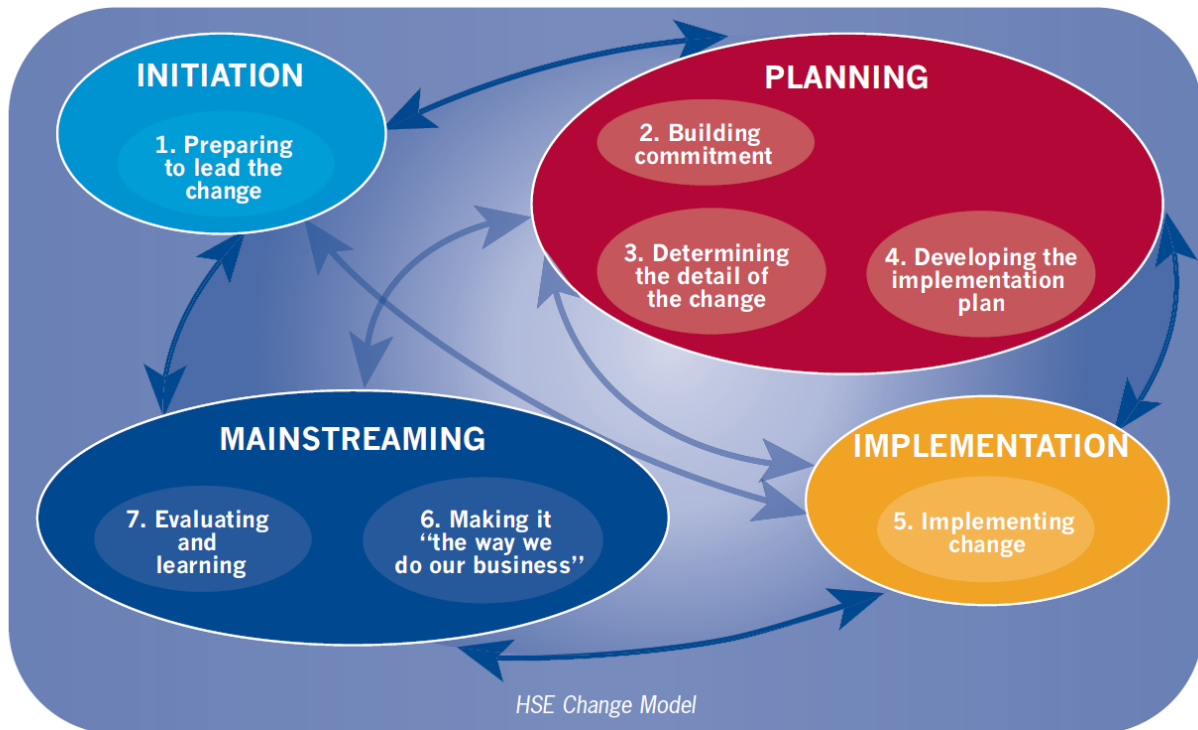 INITIATION
1. Preparing
to lead the
change
PLANNING
2. Building
commitment
3. Determining
the detail of
the change
4. Developing the
implementation
plan
IMPLEMENTATION
5. Implementing
change
MAINSTREAMING
6. Making it
“the way we
do our business”
7. Evaluating
and
learning
HSE Change Model